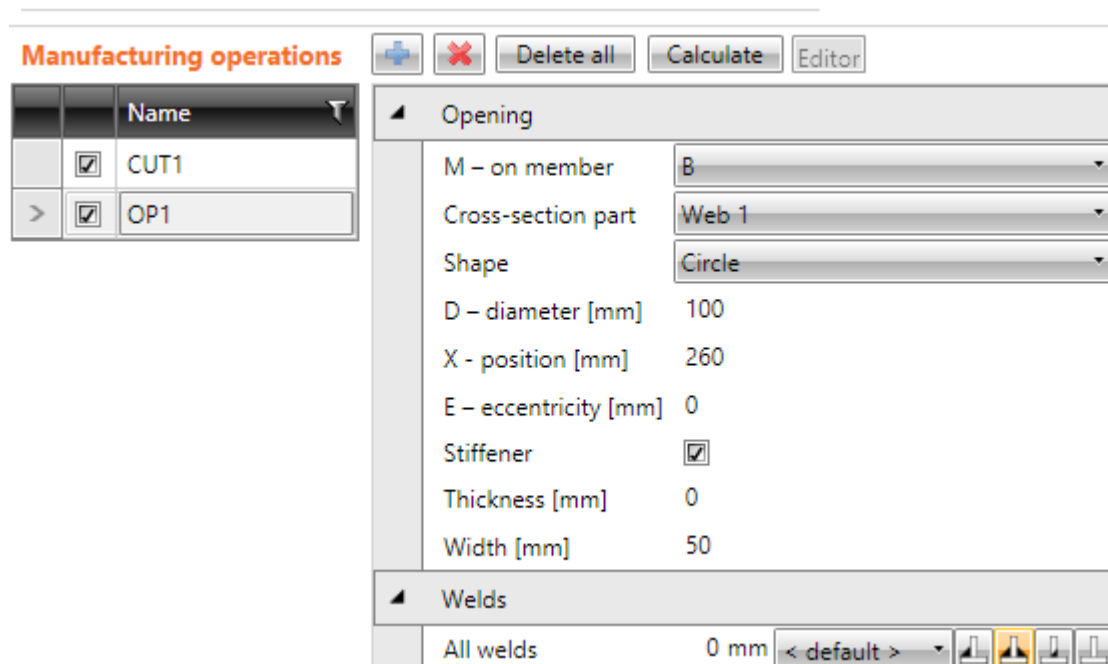 Manufacturing operations Delete all Calculate Editor
Name
CUT1
OP1
Opening
M – on member B
Cross-section part Web 1
Shape Circle
D – diameter [mm] 100
X - position [mm] 260
E – eccentricity [mm] 0
Stiffener
Thickness [mm] 0
Width [mm] 50
Welds
All welds 0 mm < default >